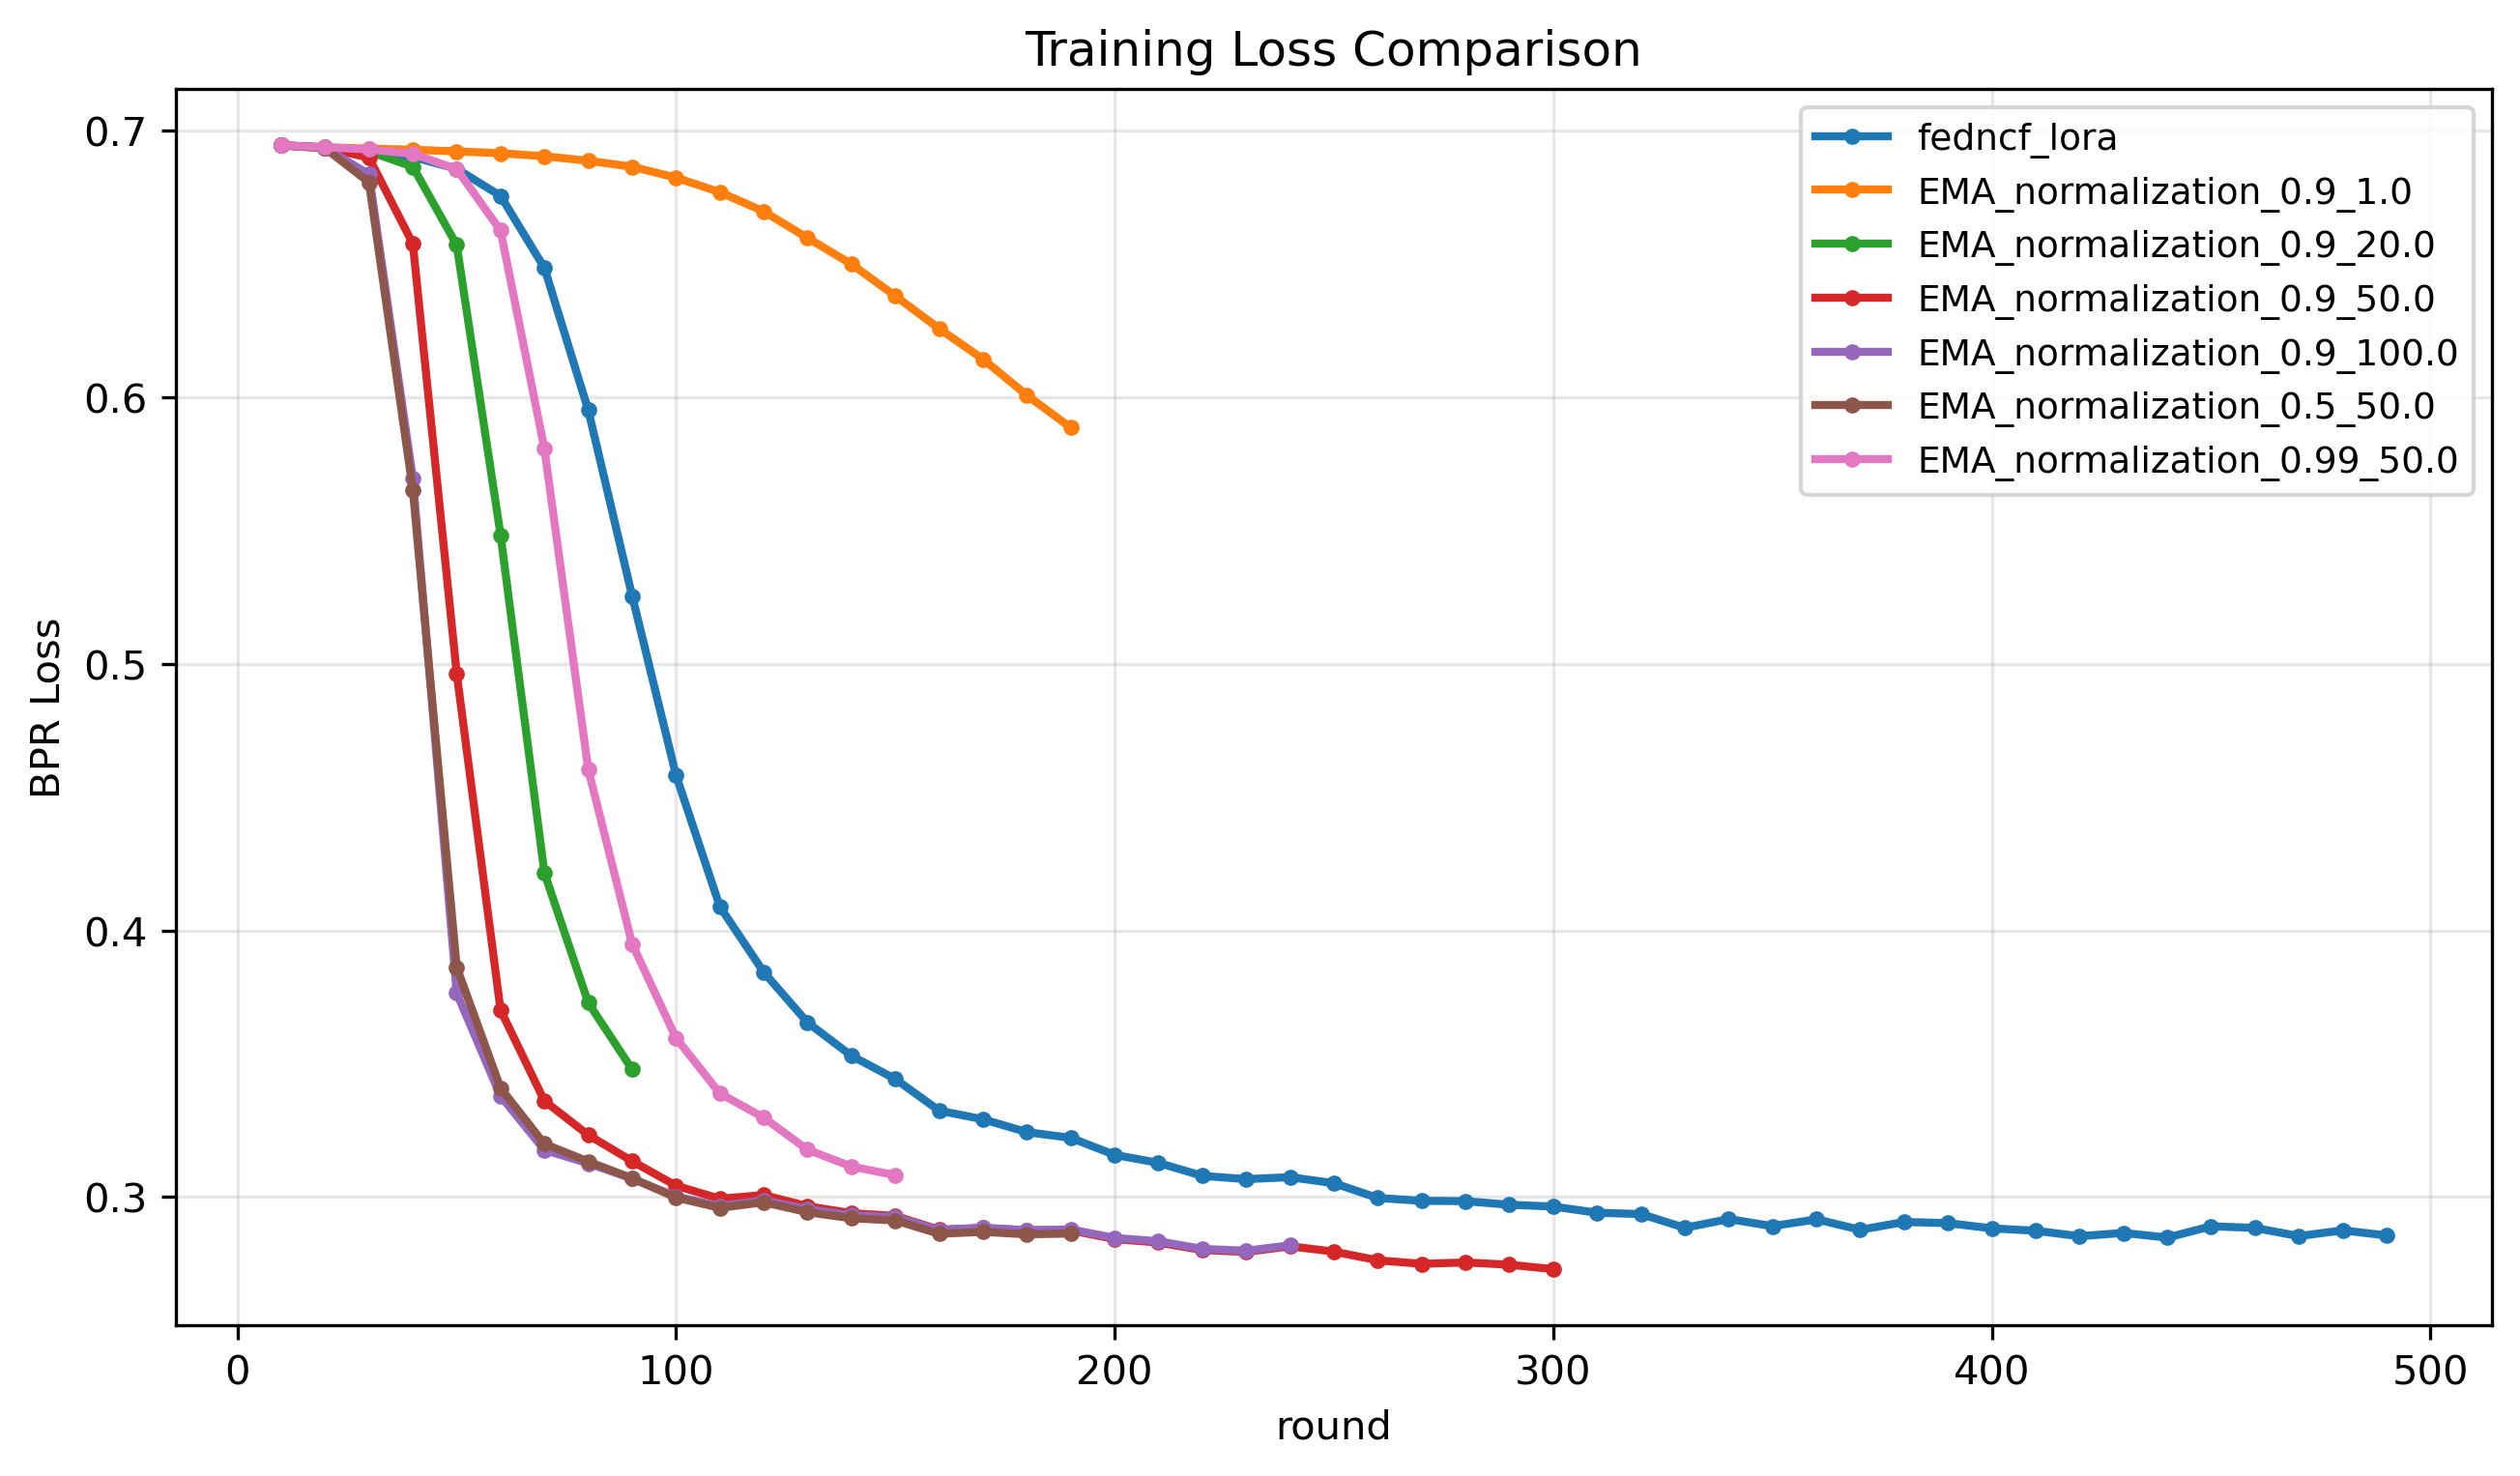 Training Loss Comparison
BPR Loss
0.7
0.6
0.5
0.4
0.3
0
100
200
300
400
500
round
fedncf_lora
EMA_normalization_0.9_1.0
EMA_normalization_0.9_20.0
EMA_normalization_0.9_50.0
EMA_normalization_0.9_100.0
EMA_normalization_0.5_50.0
EMA_normalization_0.99_50.0